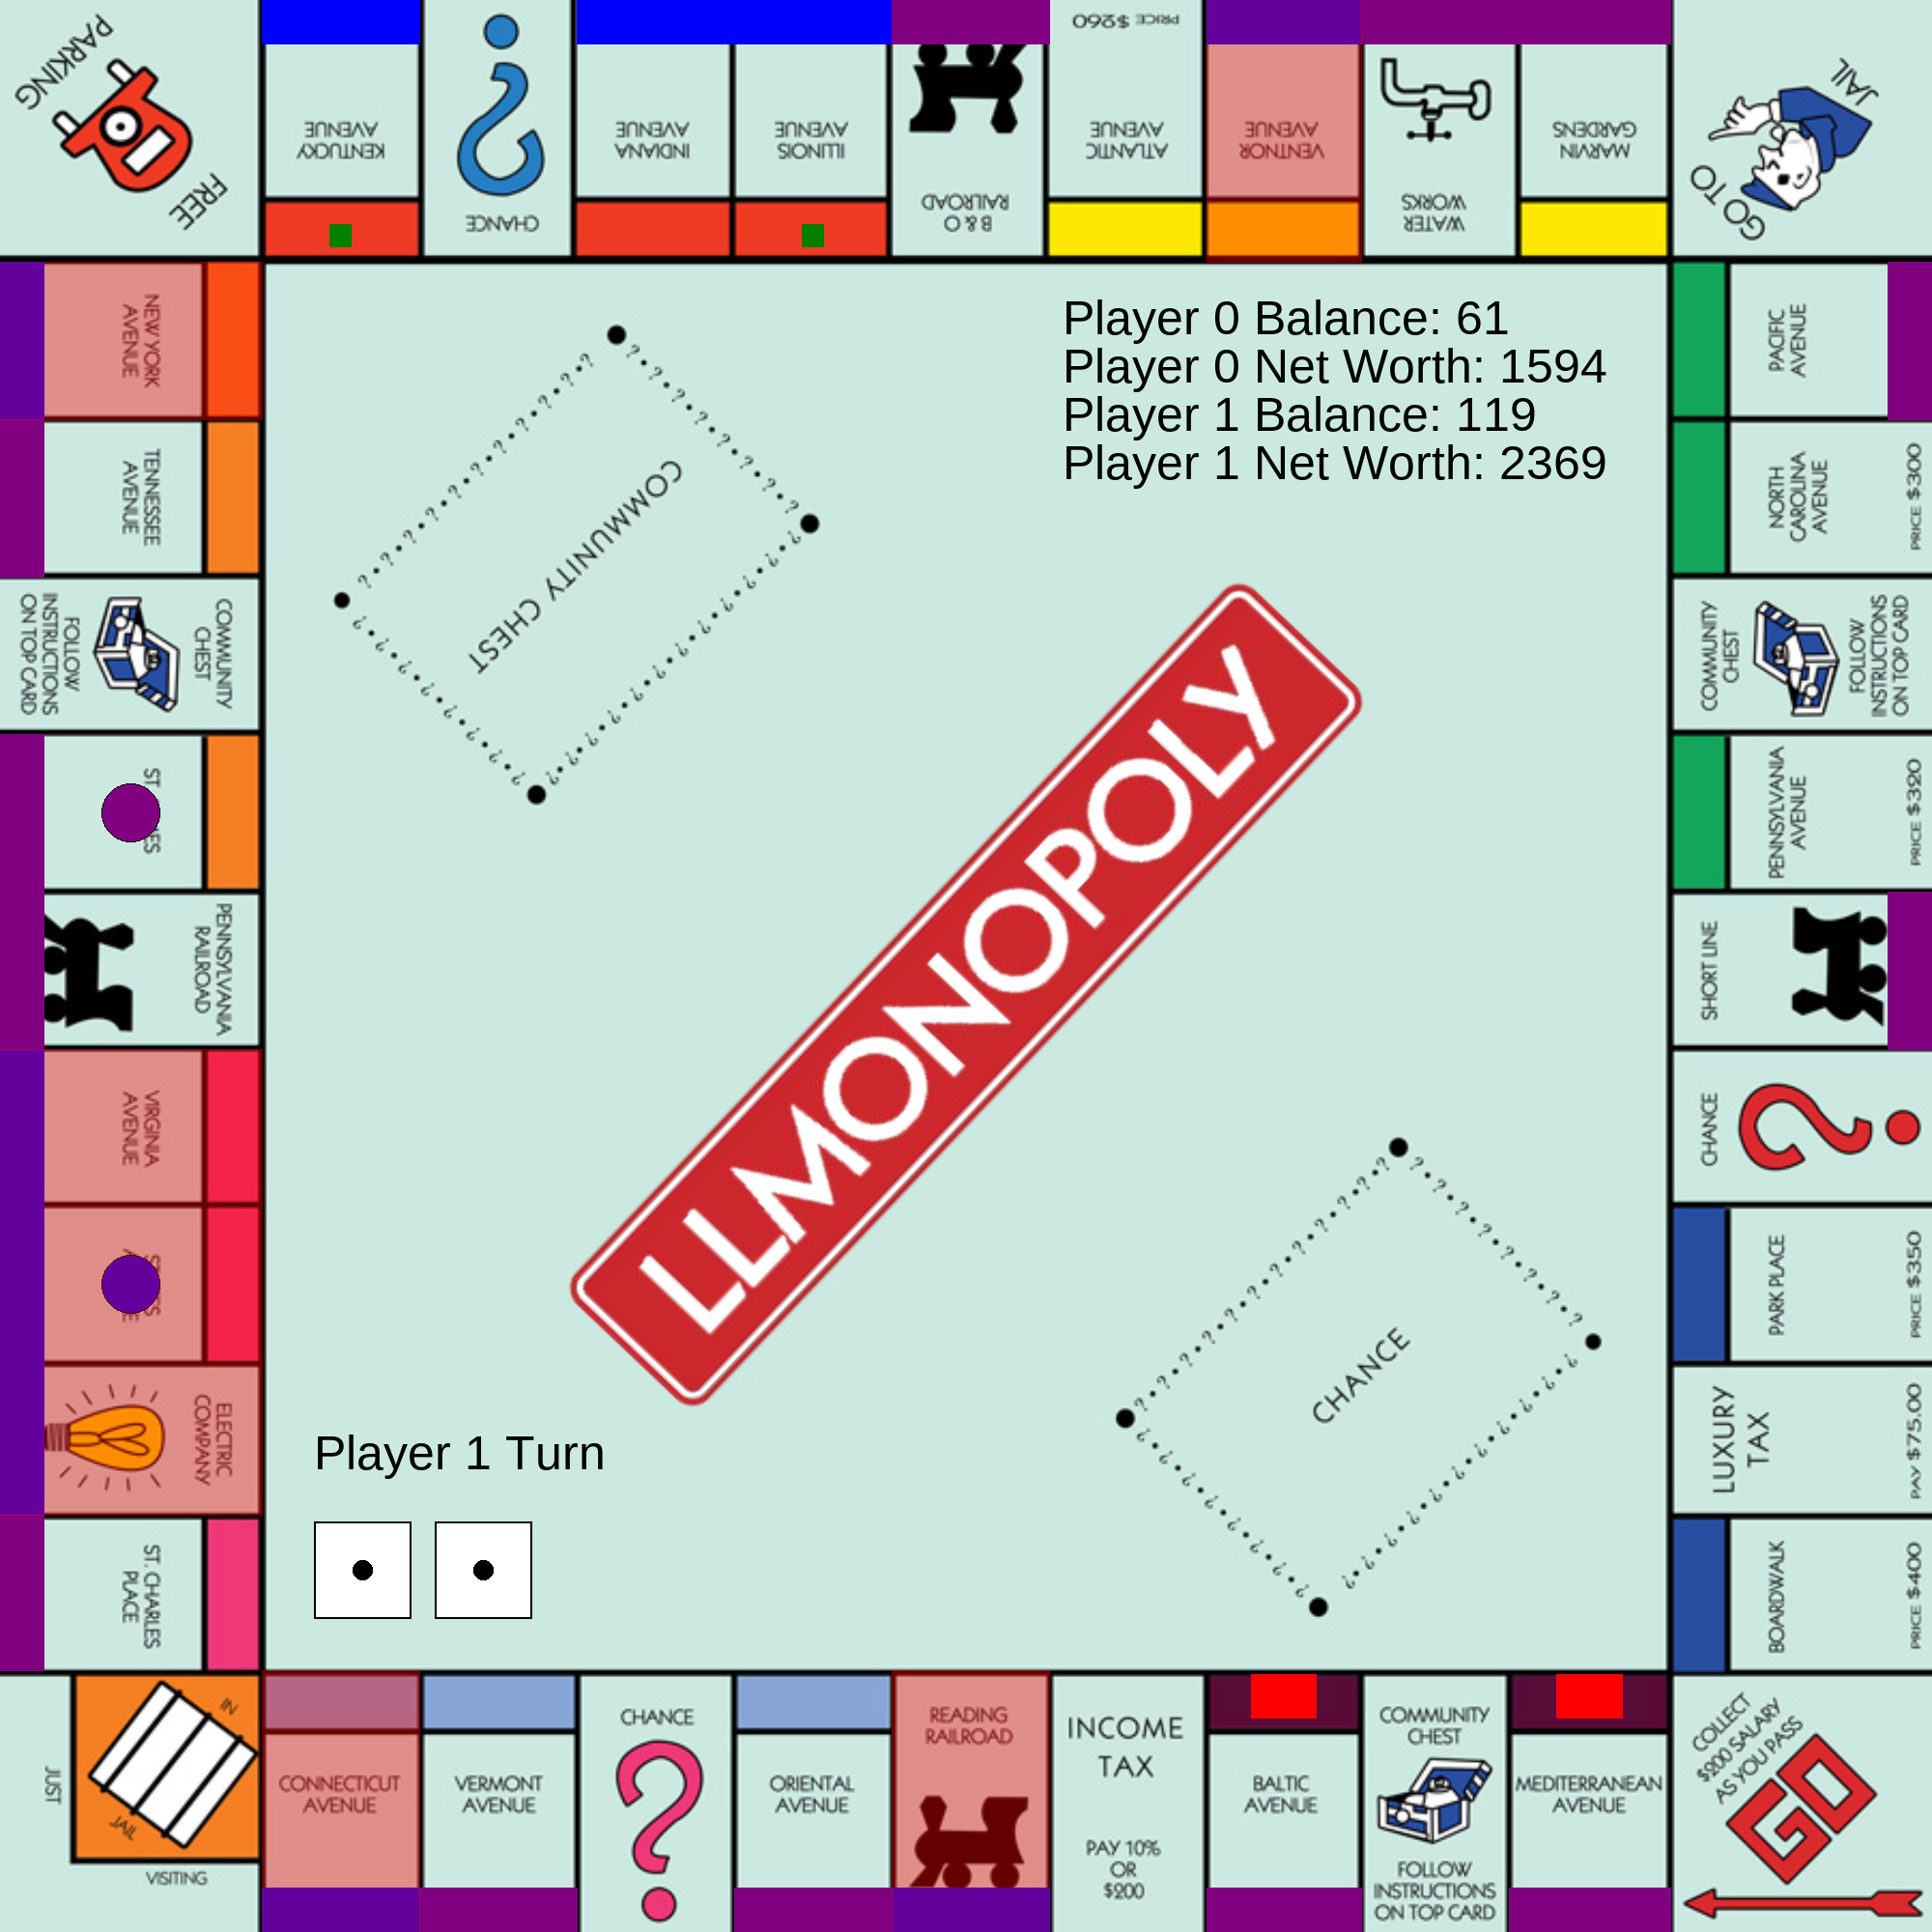 FREE
PARKING
KENTUCKY
AVENUE
CHANCE
INDIANA
AVENUE
ILLINOIS
AVENUE
B & O
RAILROAD
ATLANTIC
AVENUE
PRICE $260
VENTNOR
AVENUE
WATER
WORKS
MARVIN
GARDENS
GO TO
JAIL
NEW YORK
AVENUE
TENNESSEE
AVENUE
COMMUNITY
CHEST
FOLLOW
INSTRUCTIONS
ON TOP CARD
ST.
PENNSYLVANIA
RAILROAD
VIRGINIA
AVENUE
ELECTRIC
COMPANY
ST. CHARLES
PLACE
Player 0 Balance: 61
Player 0 Net Worth: 1594
Player 1 Balance: 119
Player 1 Net Worth: 2369
COMMUNITY CHEST
LLMONOPOLY
CHANCE
Player 1 Turn
PACIFIC
AVENUE
NORTH
CAROLINA
AVENUE
PRICE $300
COMMUNITY
CHEST
FOLLOW
INSTRUCTIONS
ON TOP CARD
PENNSYLVANIA
AVENUE
PRICE $320
SHORT LINE
CHANCE
PARK PLACE
PRICE $350
LUXURY
TAX
PAY $75.00
BOARDWALK
PRICE $400
JUST
VISITING
IN
JAIL
CONNECTICUT
AVENUE
VERMONT
AVENUE
CHANCE
ORIENTAL
AVENUE
READING
RAILROAD
INCOME
TAX
PAY 10%
OR
$200
BALTIC
AVENUE
COMMUNITY
CHEST
FOLLOW
INSTRUCTIONS
ON TOP CARD
MEDITERRANEAN
AVENUE
COLLECT
$200 SALARY
AS YOU PASS
GO